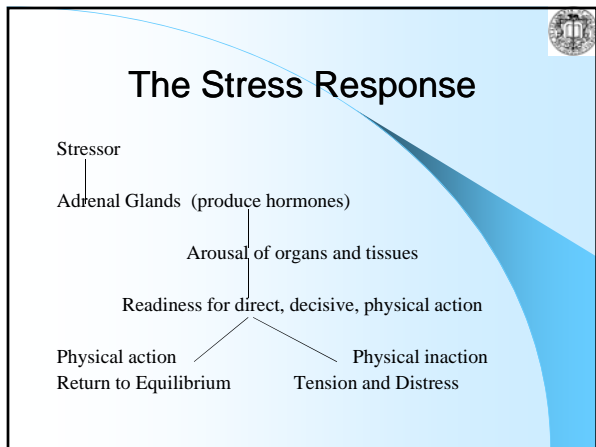 The Stress Response
Stressor
Adrenal Glands (produce hormones)
Arousal of organs and tissues
Readiness for direct, decisive, physical action
Physical action Physical inaction
Return to Equilibrium Tension and Distress